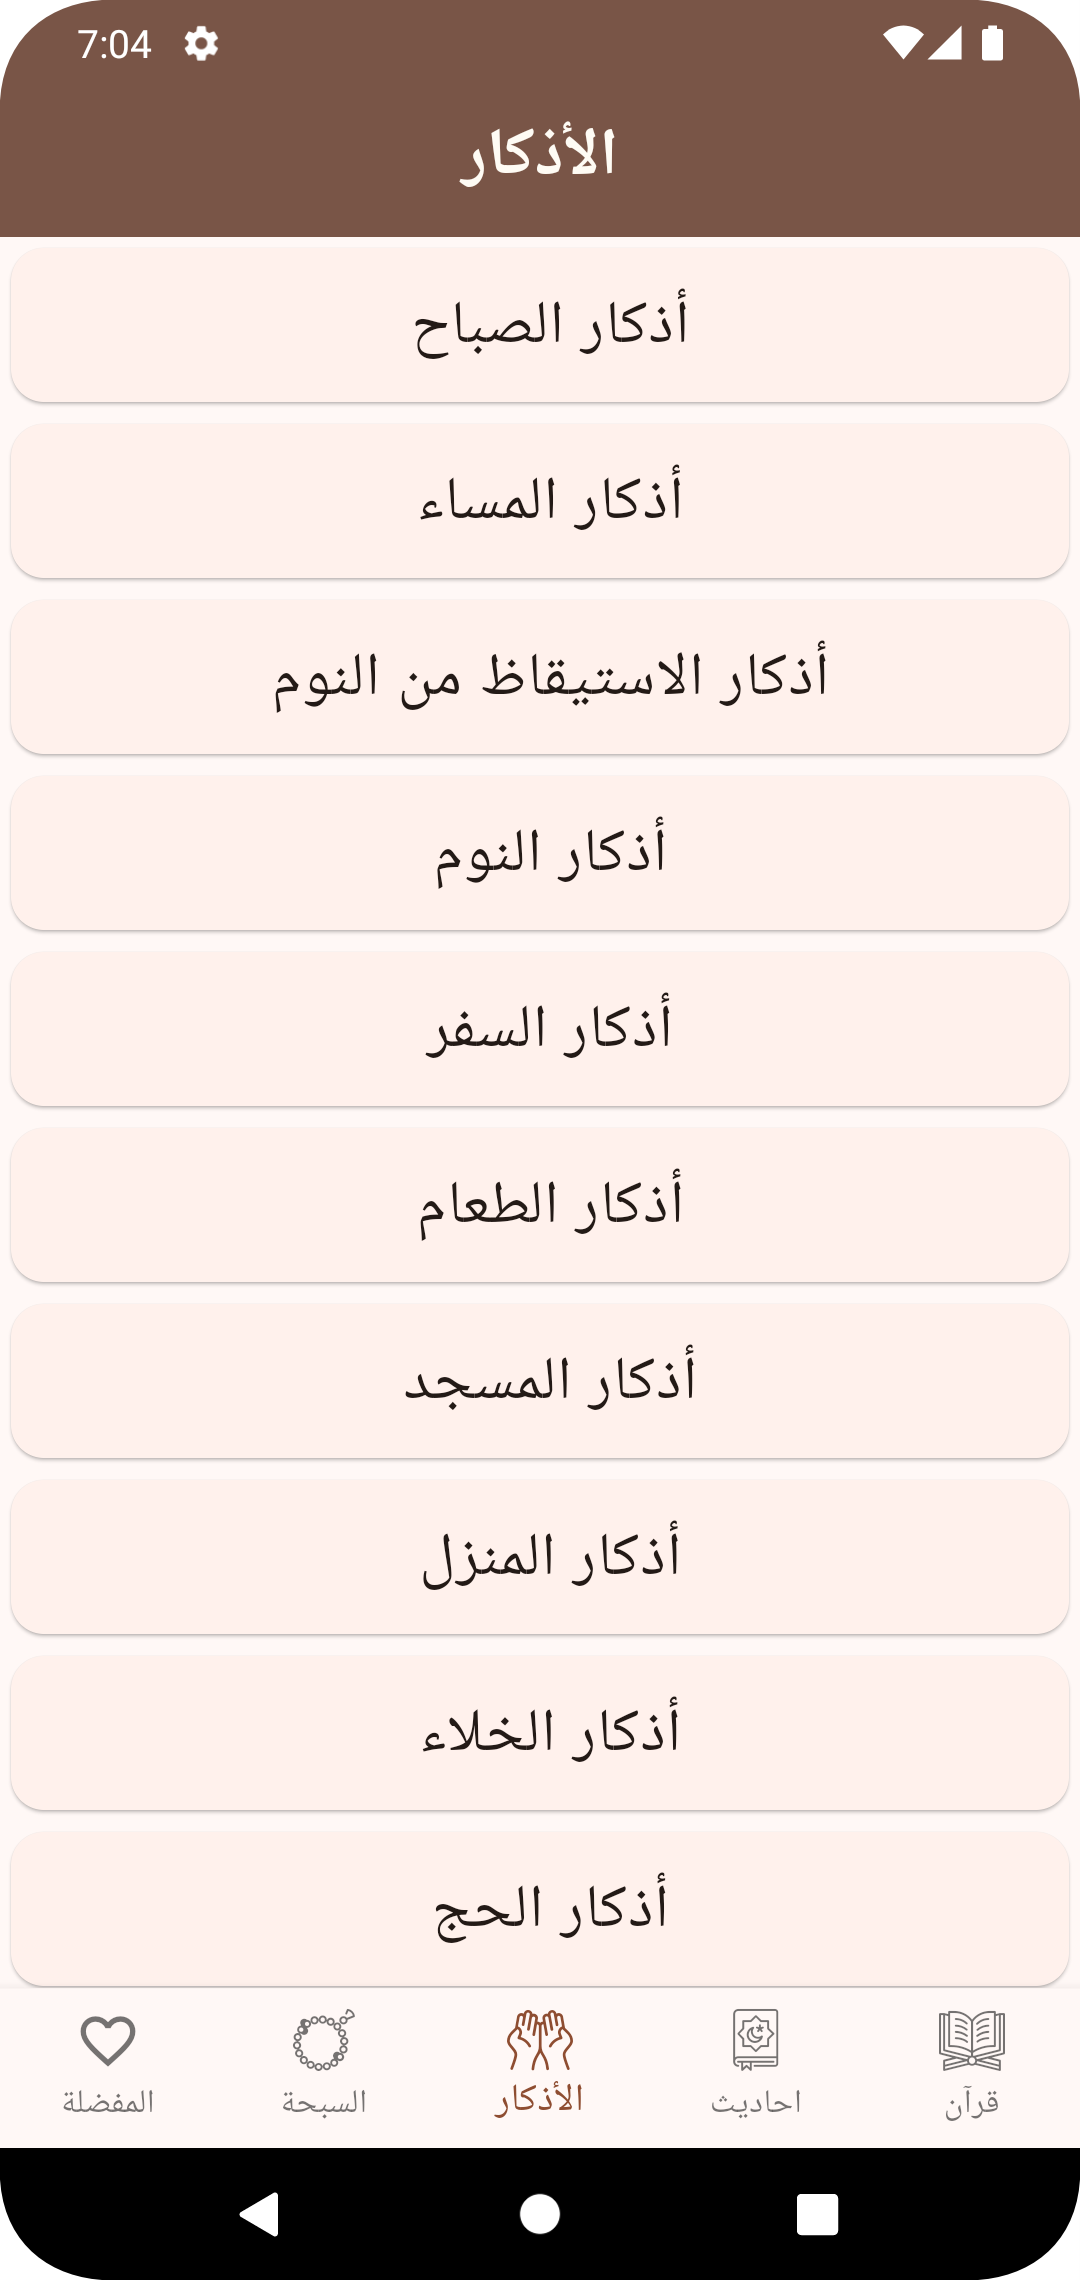 7:04
الأذكار
أذكار الصباح
أذكار المساء
أذكار الاستيقاظ من النوم
أذكار النوم
أذكار السفر
أذكار الطعام
أذكار المسجد
أذكار المنزل
أذكار الخلاء
أذكار الحج
قرآن
احاديث
الأذكار
السبحة
المفضلة